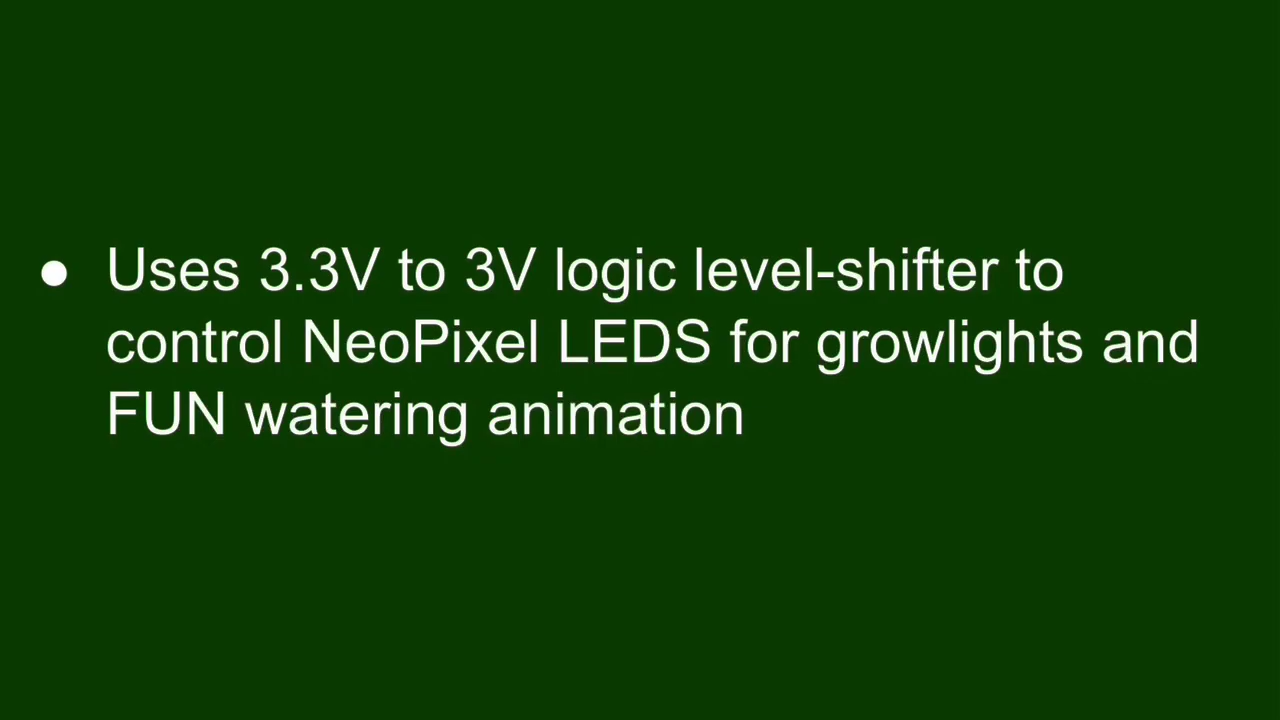 ● Uses 3.3V to 3V logic level-shifter to
control NeoPixel LEDS for growlights and
FUN watering animation